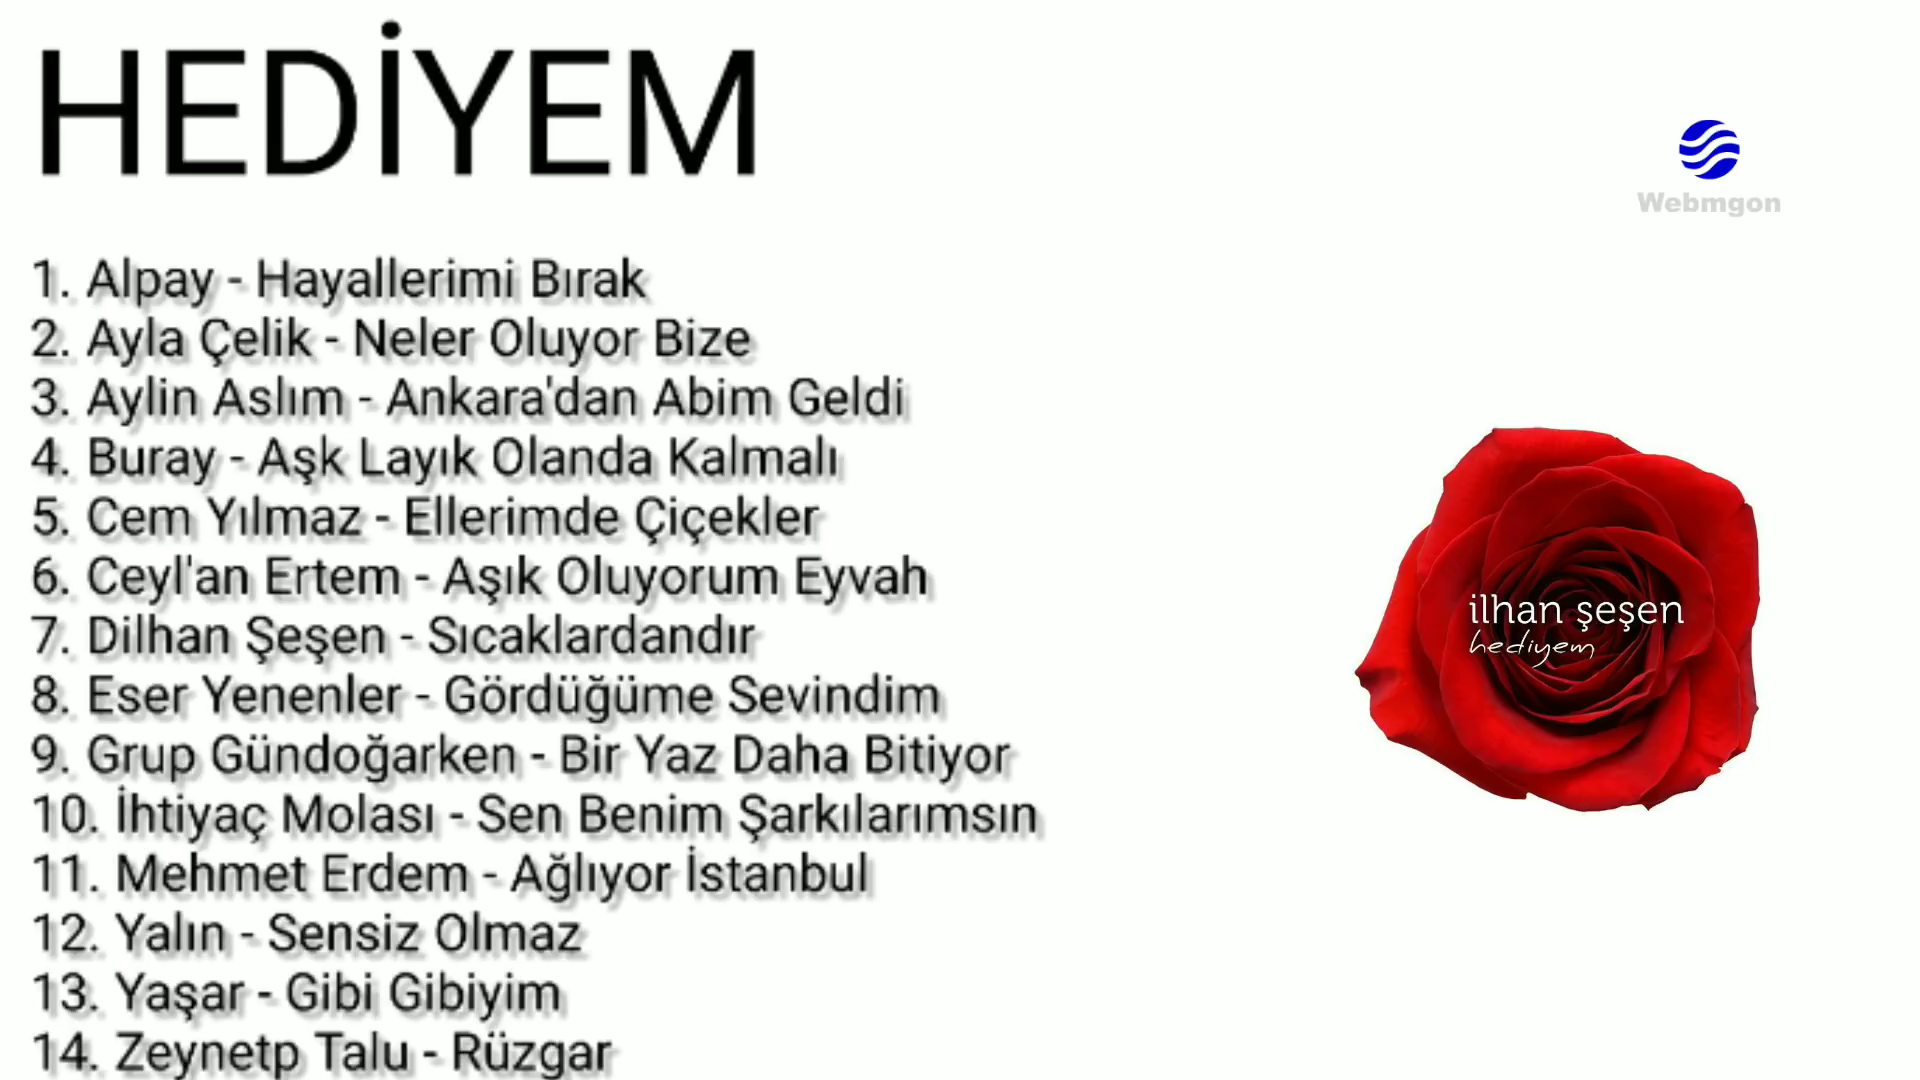 HEDİYEM
Webmgon
1. Alpay - Hayallerimi Bırak
2. Ayla Çelik - Neler Oluyor Bize
3. Aylin Aslım - Ankara'dan Abim Geldi
4. Buray - Aşk Layık Olanda Kalmalı
5. Cem Yılmaz - Ellerimde Çiçekler
6. Ceyl'an Ertem - Aşık Oluyorum Eyvah
7. Dilhan Şeşen - Sıcaklardandır
8. Eser Yenenler - Gördüğüme Sevindim
9. Grup Gündoğarken - Bir Yaz Daha Bitiyor
10. İhtiyaç Molası - Sen Benim Şarkılarımsın
11. Mehmet Erdem - Ağlıyor İstanbul
12. Yalın - Sensiz Olmaz
13. Yaşar - Gibi Gibiyim
14. Zeynetp Talu - Rüzgar
ilhan şeşen
hediyem